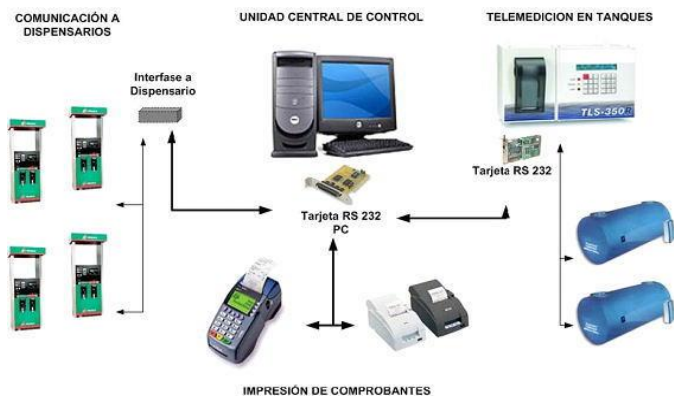 COMUNICACIÓN A
DISPENSARIOS
UNIDAD CENTRAL DE CONTROL
TELEMEDICION EN TANQUES
Interfase a
Dispensario
TLS-350R
Tarjeta RS 232
Tarjeta RS 232
PC
IMPRESIÓN DE COMPROBANTES